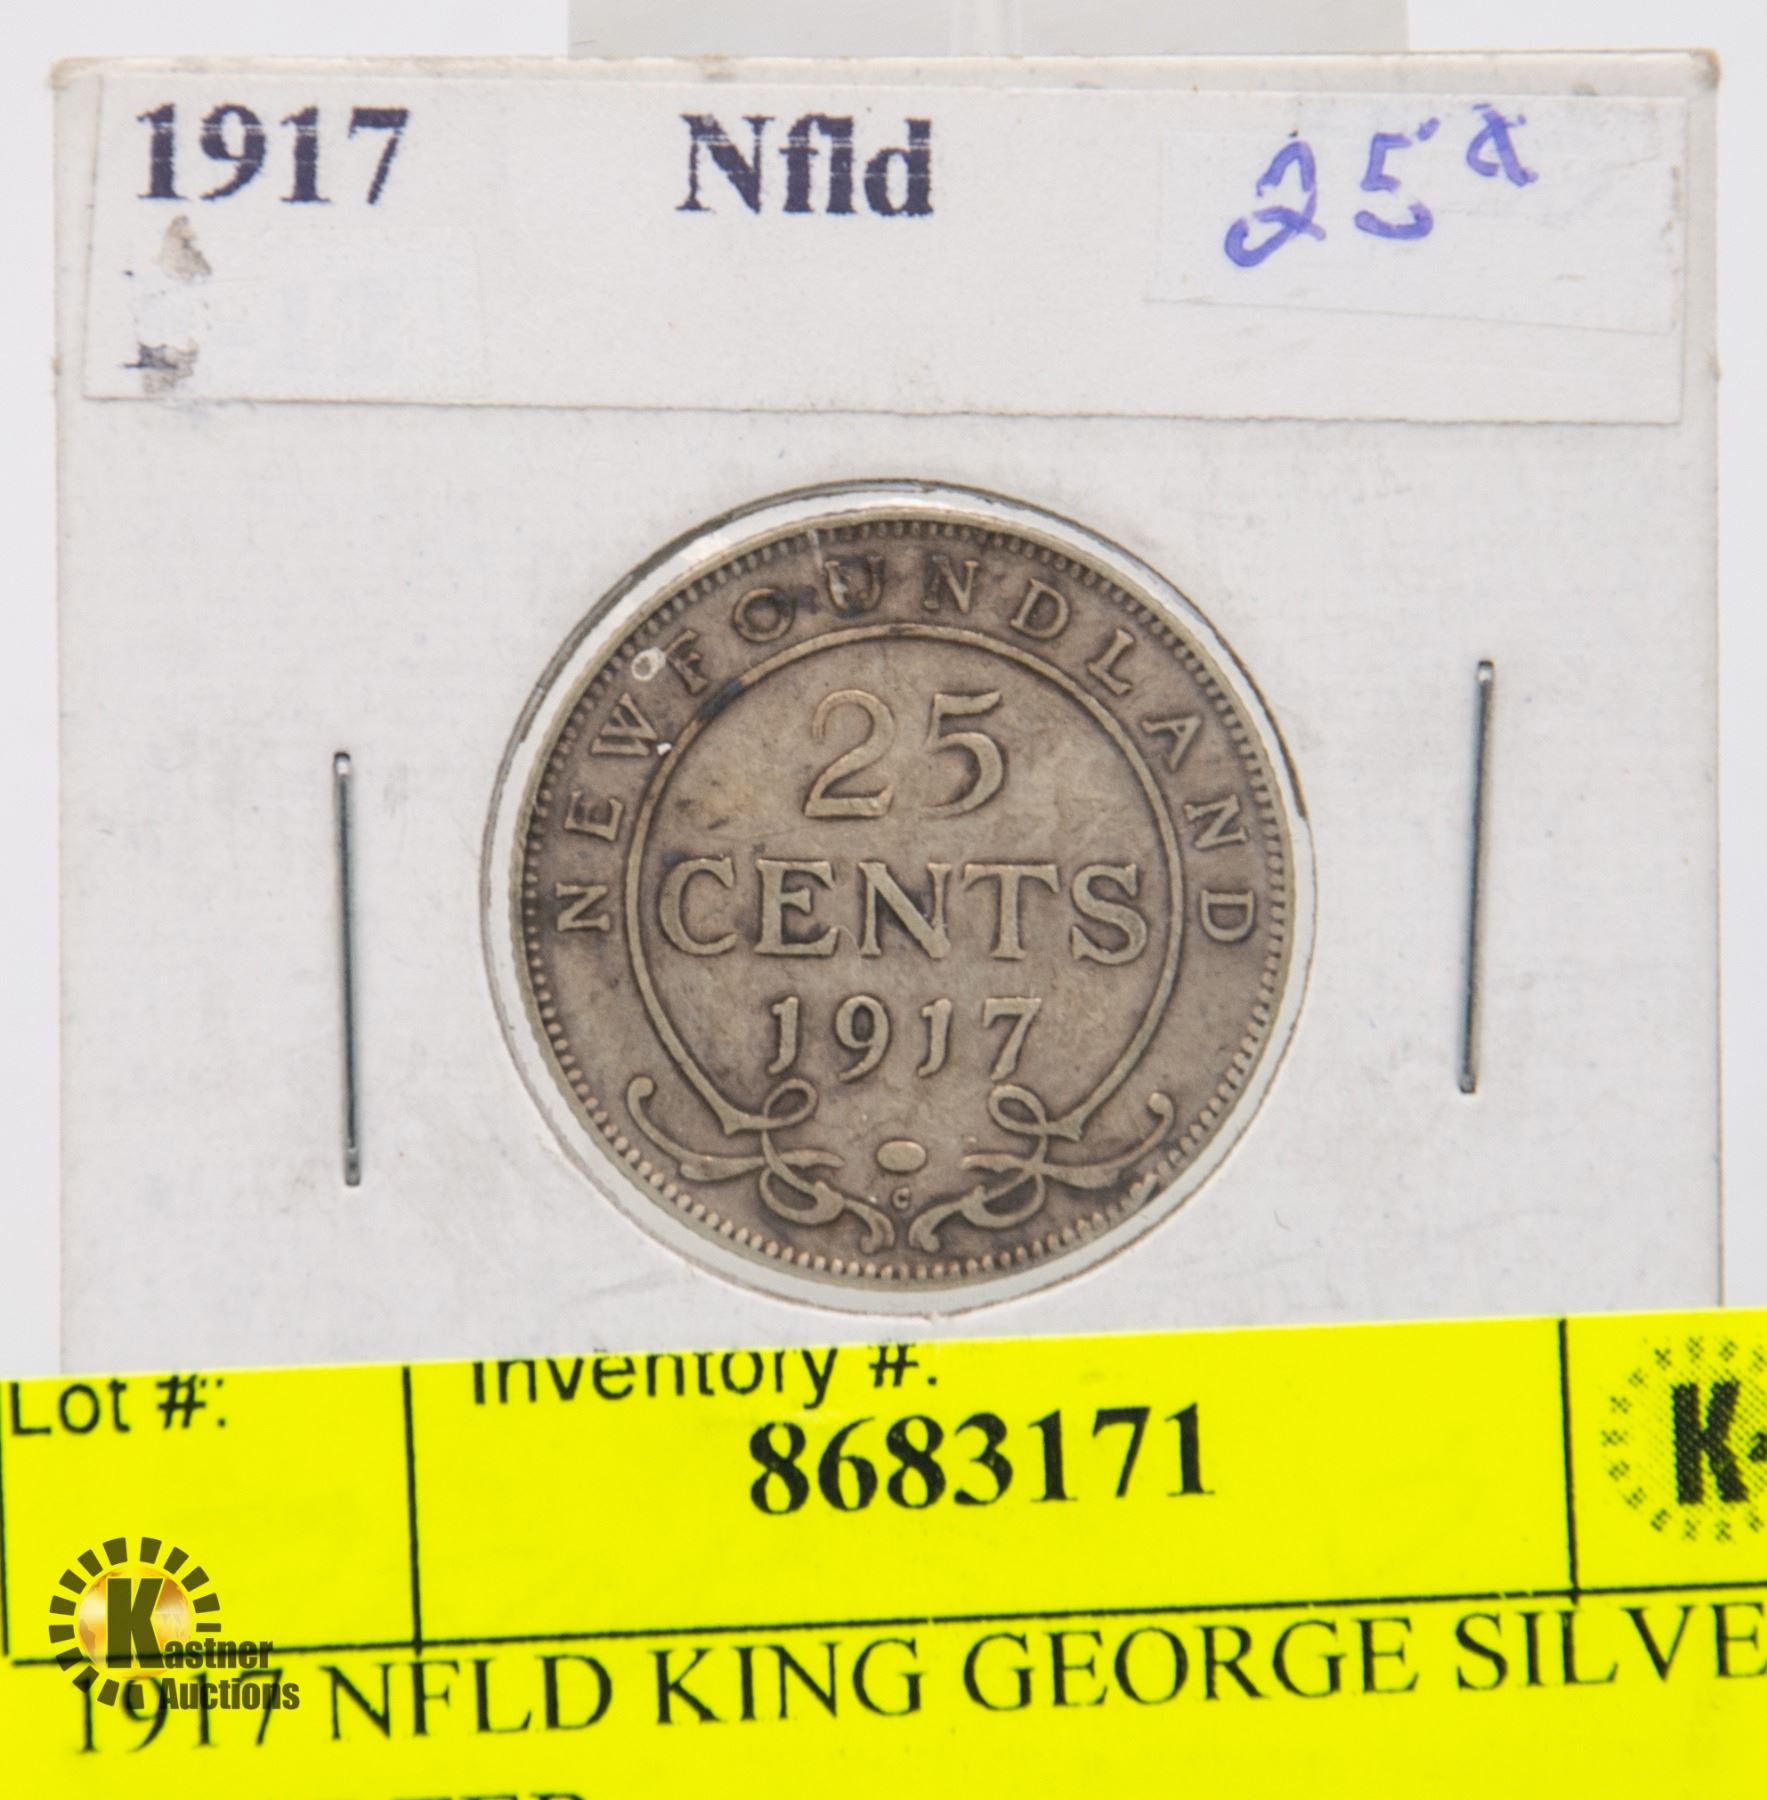 1917 Nfld 25¢
NEWFOUNDLAND
25
CENTS
1917
C
Lot #: Inventory #:
8683171
K
Kastner
Auctions
1917 NFLD KING GEORGE SILVE